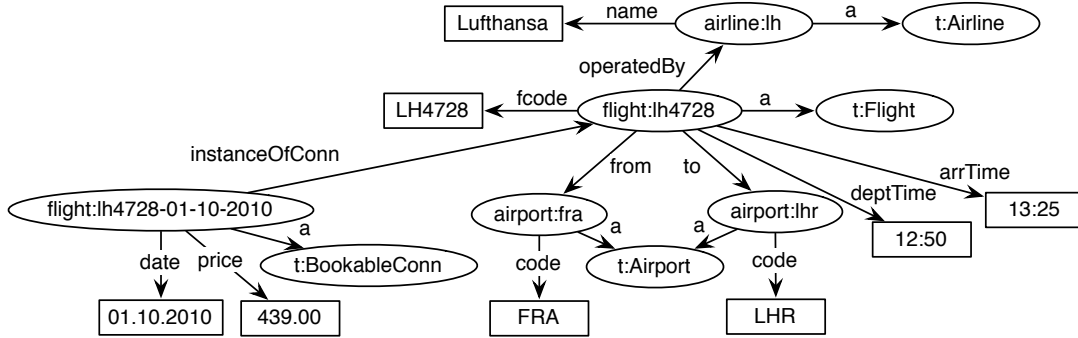 Lufthansa name airline:lh a t:Airline
operatedBy
LH4728 fcode flight:lh4728 a t:Flight
instanceOfConn from to arrTime
flight:lh4728-01-10-2010 a airport:fra a airport:lhr a deptTime 13:25
12:50
date price t:BookableConn code t:Airport code
01.10.2010 439.00 FRA LHR